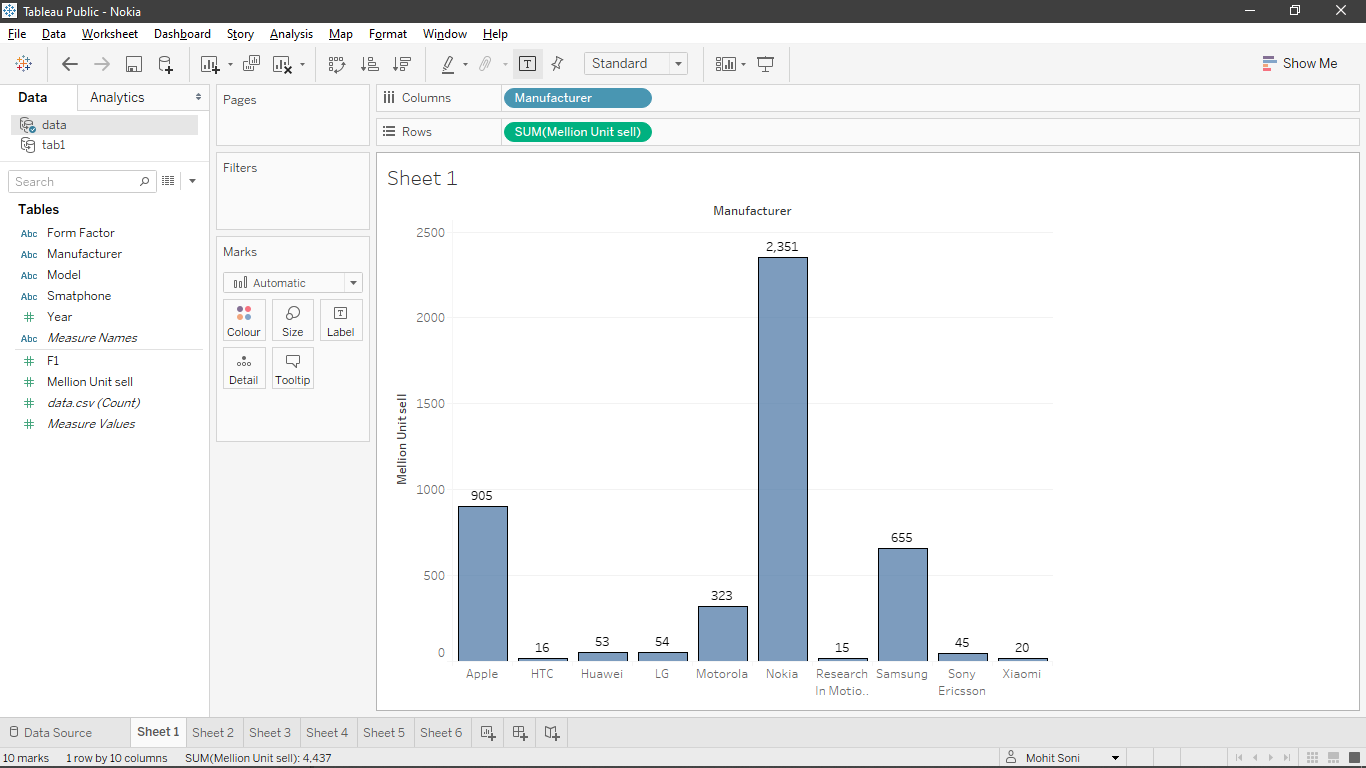 Tableau Public - Nokia
File Data Worksheet Dashboard Story Analysis Map Format Window Help
Standard
Show Me
Data Analytics
data
tab1
Search
Tables
Abc Form Factor
Abc Manufacturer
Abc Model
Abc Smatphone
# Year
Abc Measure Names
# F1
# Mellion Unit sell
# data.csv (Count)
# Measure Values
Pages
Filters
Marks
Automatic
Colour Size Label
Detail Tooltip
Columns Manufacturer
Rows SUM(Mellion Unit sell)
Sheet 1
Manufacturer
Mellion Unit sell
2500
2000
1500
1000
500
0
905
16
53
54
323
2,351
15
655
45
20
Apple HTC Huawei LG Motorola Nokia Research Samsung Sony Xiaomi
In Motio.. Ericsson
Data Source Sheet 1 Sheet 2 Sheet 3 Sheet 4 Sheet 5 Sheet 6
10 marks 1 row by 10 columns SUM(Mellion Unit sell): 4,437 Mohit Soni